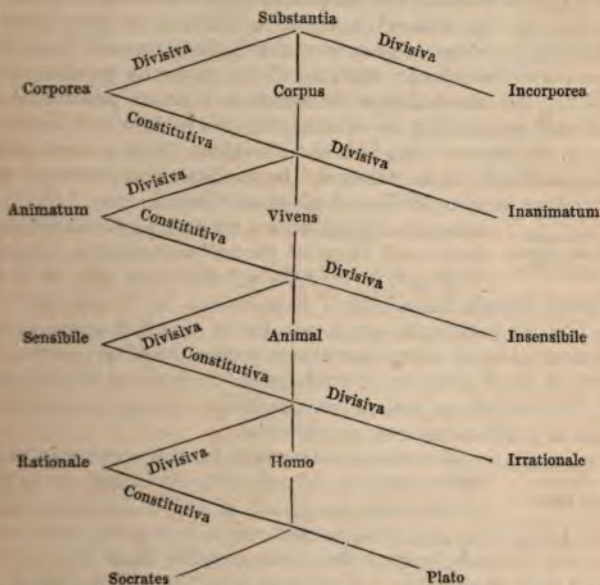 Substantia
Divisiva Divisiva
Corporea Corpus Incorporea
Constitutiva Divisiva
Divisiva
Animatum Vivens Inanimatum
Constitutiva Divisiva
Sensibile Divisiva Animal Insensibile
Constitutiva Divisiva
Rationale Divisiva Homo Irrationale
Constitutiva
Socrates Plato